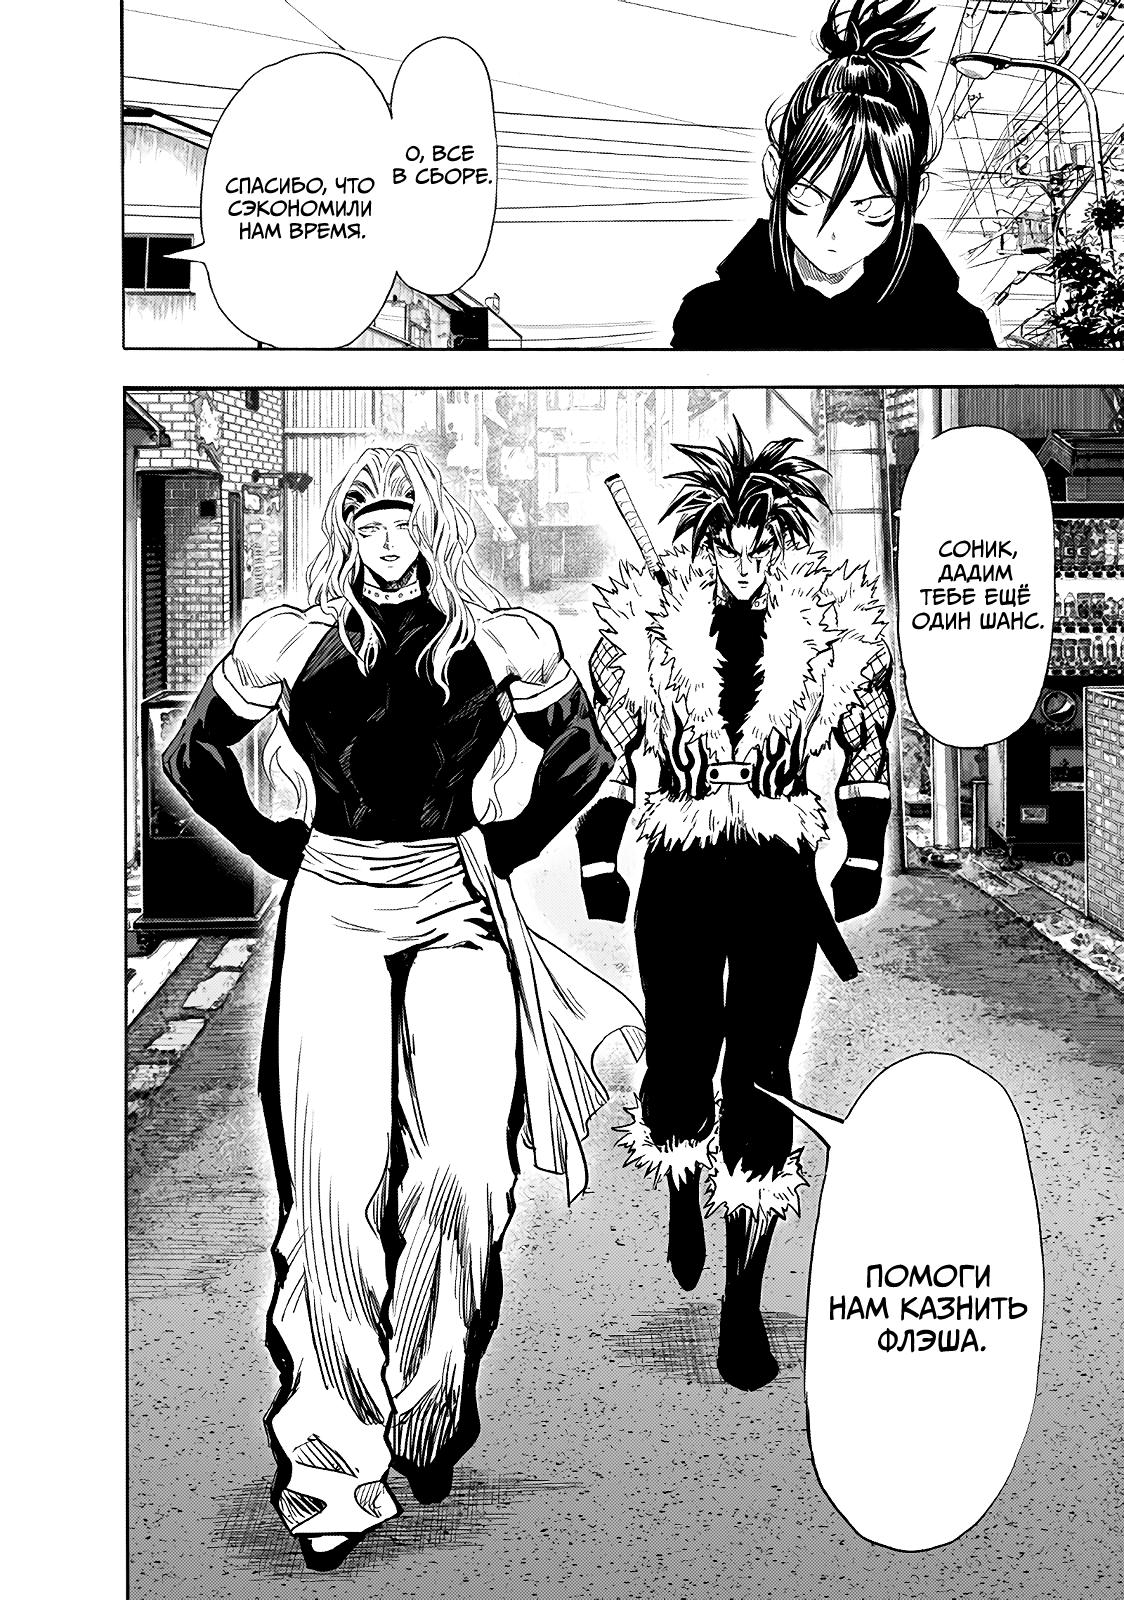 О, ВСЕ
В СБОРЕ.
СПАСИБО, ЧТО
СЭКОНОМИЛИ
НАМ ВРЕМЯ.
СОНИК,
ДАДИМ
ТЕБЕ ЕЩЁ
ОДИН ШАНС.
ПОМОГИ
НАМ КАЗНИТЬ
ФЛЭША.